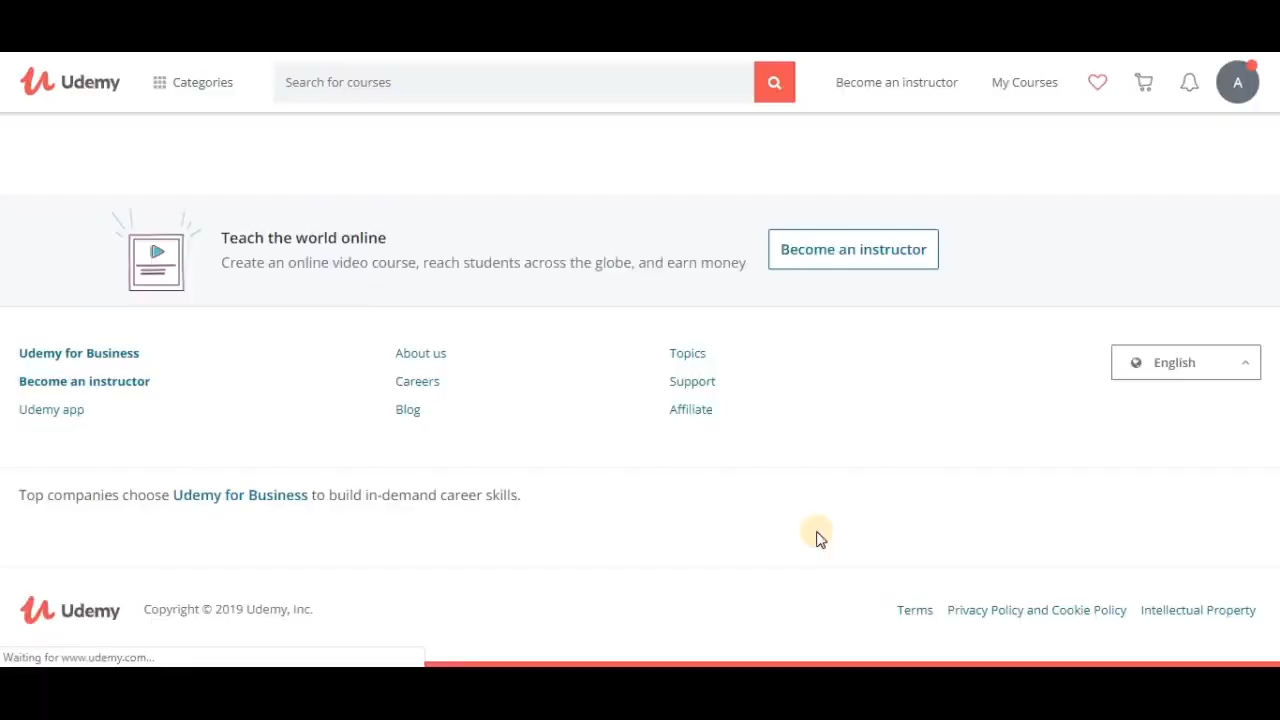 Udemy
Categories
Search for courses
Become an instructor
My Courses
A
Teach the world online
Create an online video course, reach students across the globe, and earn money
Become an instructor
Udemy for Business
About us
Topics
English
Become an instructor
Careers
Support
Udemy app
Blog
Affiliate
Top companies choose Udemy for Business to build in-demand career skills.
Udemy
Copyright © 2019 Udemy, Inc.
Terms
Privacy Policy and Cookie Policy
Intellectual Property
Waiting for www.udemy.com...